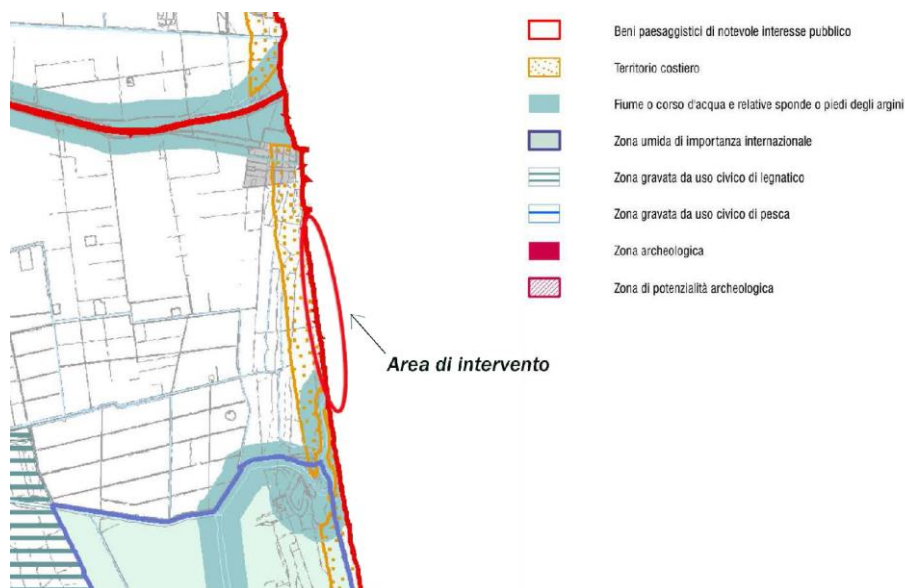 Beni paesaggistici di notevole interesse pubblico
Territorio costiero
Fiume o corso d'acqua e relative sponde o piedi degli argini
Zona umida di importanza internazionale
Zona gravata da uso civico di legnatico
Zona gravata da uso civico di pesca
Zona archeologica
Zona di potenzialità archeologica
Area di intervento